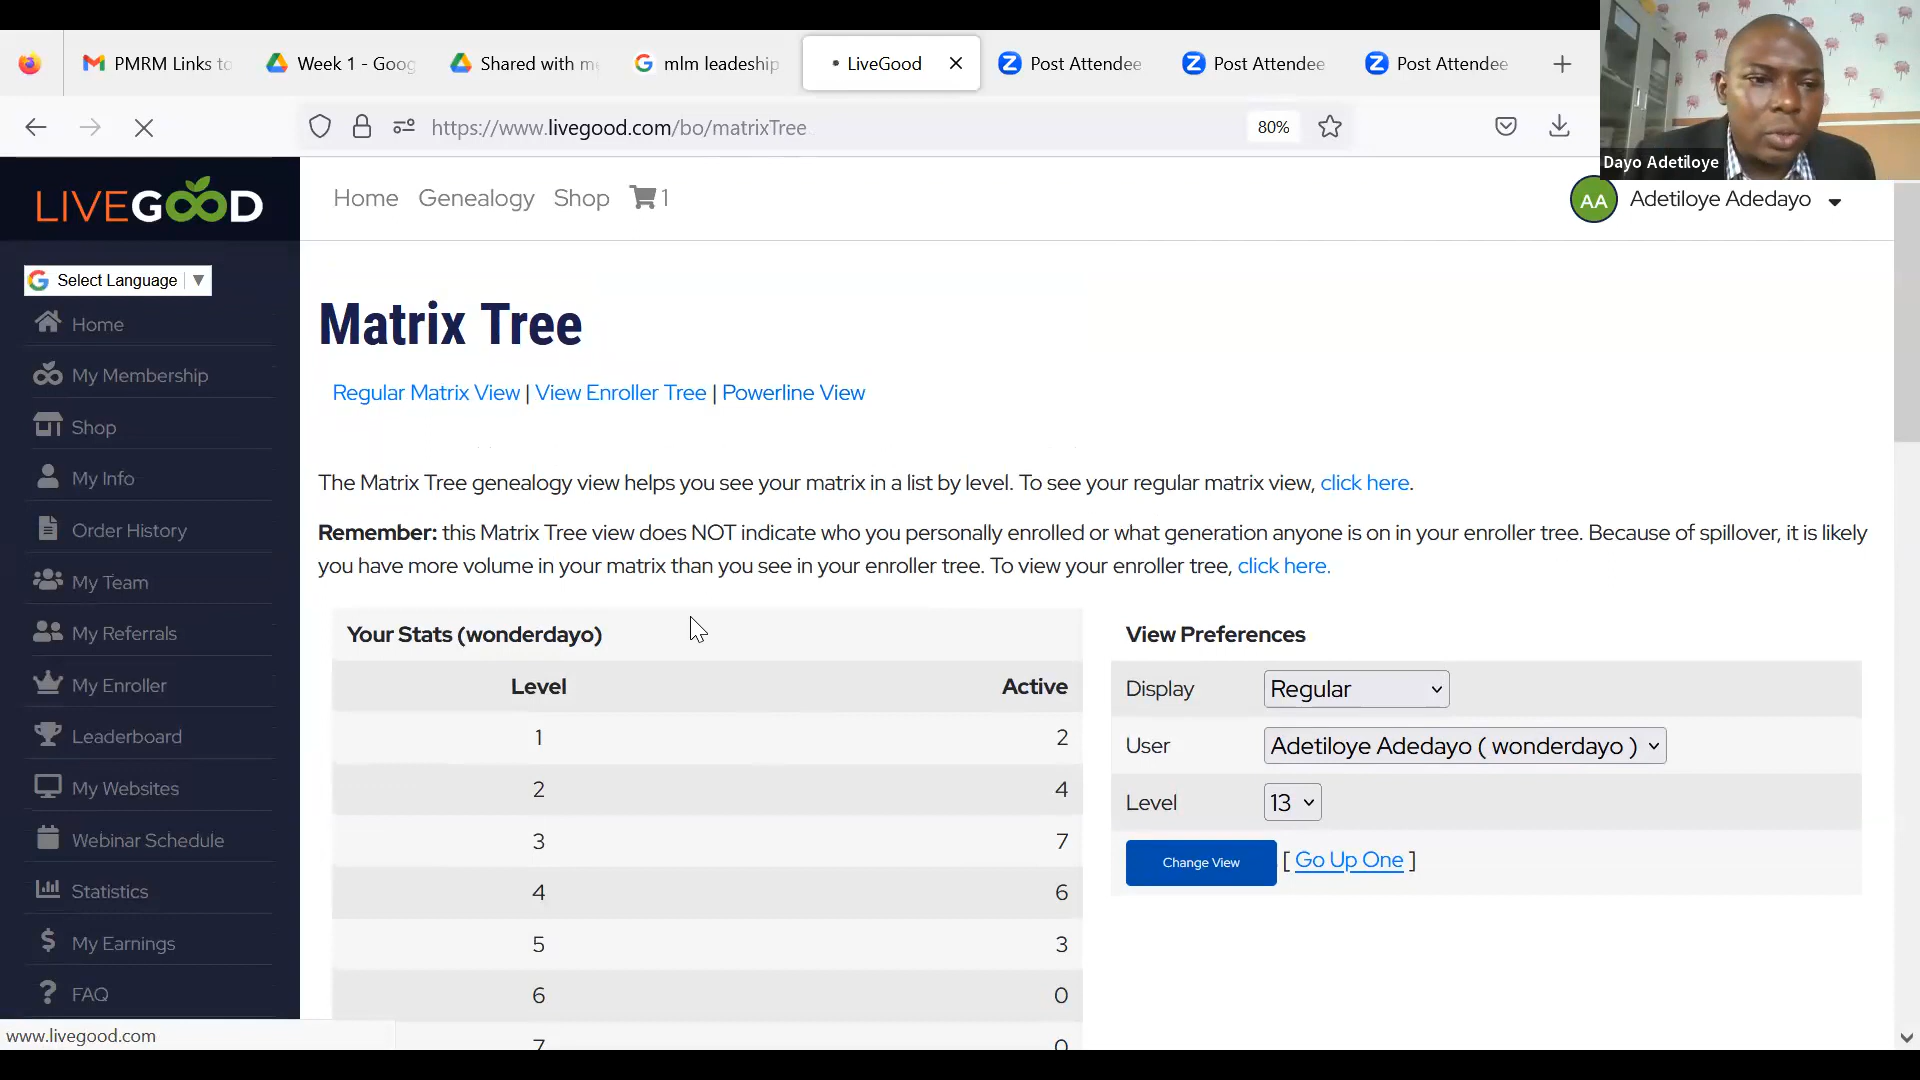 PMRM Links to
Week 1 - Goog
Shared with me
mlm leadeship
LiveGood
Post Attendee
Post Attendee
Post Attendee
https://www.livegood.com/bo/matrixTree
80%
Dayo Adetiloye
LIVEGOOD
Home Genealogy Shop 1
AA Adetiloye Adedayo
Select Language ▼
Home
My Membership
Shop
My Info
Order History
My Team
My Referrals
My Enroller
Leaderboard
My Websites
Webinar Schedule
Statistics
My Earnings
FAQ
Matrix Tree
Regular Matrix View | View Enroller Tree | Powerline View
The Matrix Tree genealogy view helps you see your matrix in a list by level. To see your regular matrix view, click here.
Remember: this Matrix Tree view does NOT indicate who you personally enrolled or what generation anyone is on in your enroller tree. Because of spillover, it is likely
you have more volume in your matrix than you see in your enroller tree. To view your enroller tree, click here.
Your Stats (wonderdayo)
Level Active
1 2
2 4
3 7
4 6
5 3
6 0
7 0
View Preferences
Display Regular
User Adetiloye Adedayo ( wonderdayo )
Level 13
Change View [ Go Up One ]
www.livegood.com